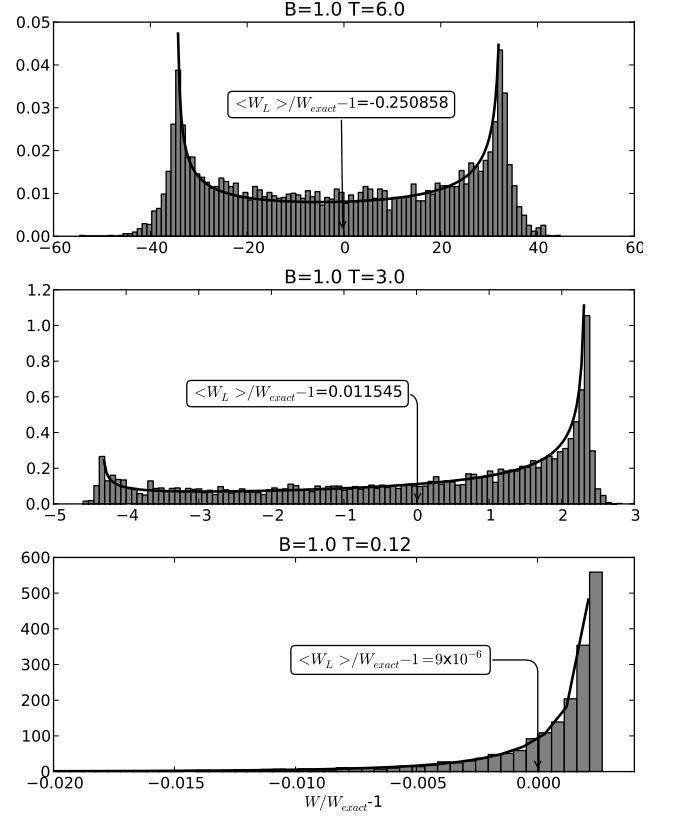 B=1.0 T=6.0
0.05
0.04
0.03
0.02
0.01
0.00
<W_L >/W_exact−1=-0.250858
−60 −40 −20 0 20 40 60
B=1.0 T=3.0
1.2
1.0
0.8
0.6
0.4
0.2
0.0
<W_L >/W_exact−1=0.011545
−5 −4 −3 −2 −1 0 1 2 3
B=1.0 T=0.12
600
500
400
300
200
100
0
<W_L >/W_exact−1=9x10^−6
−0.020 −0.015 −0.010 −0.005 0.000
W/W_exact-1